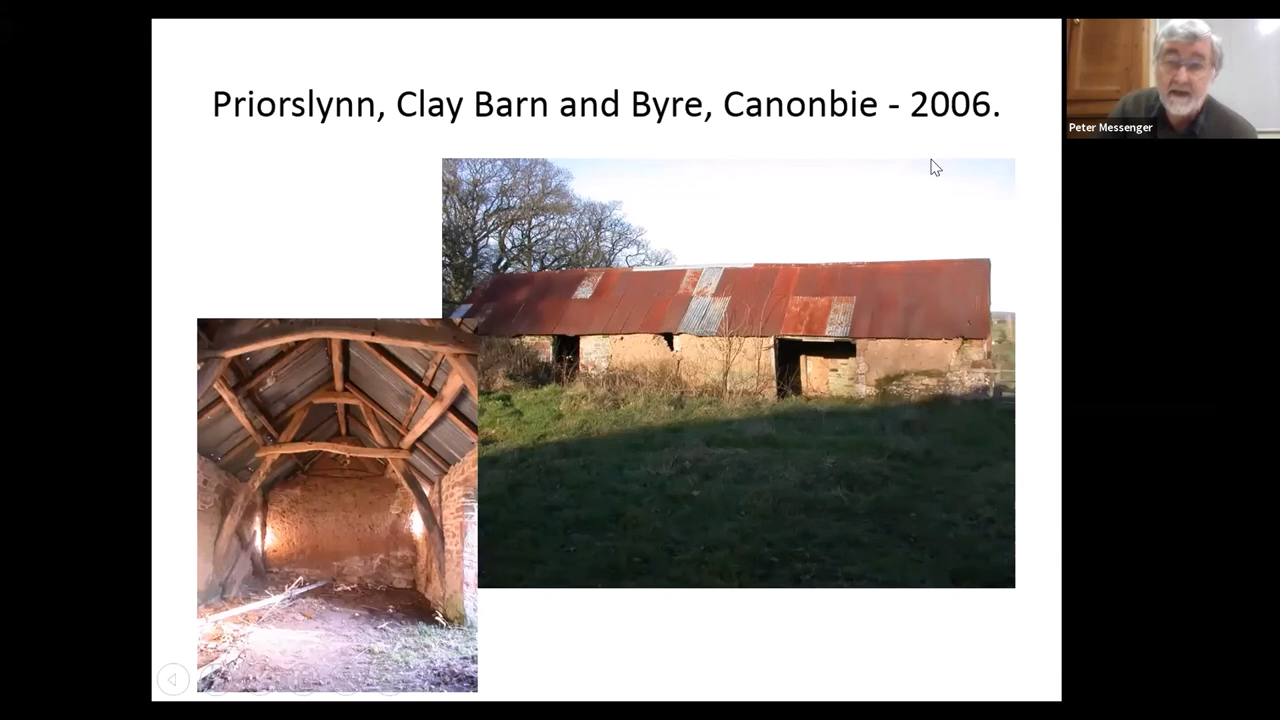 Priorslynn, Clay Barn and Byre, Canonbie - 2006.
Peter Messenger